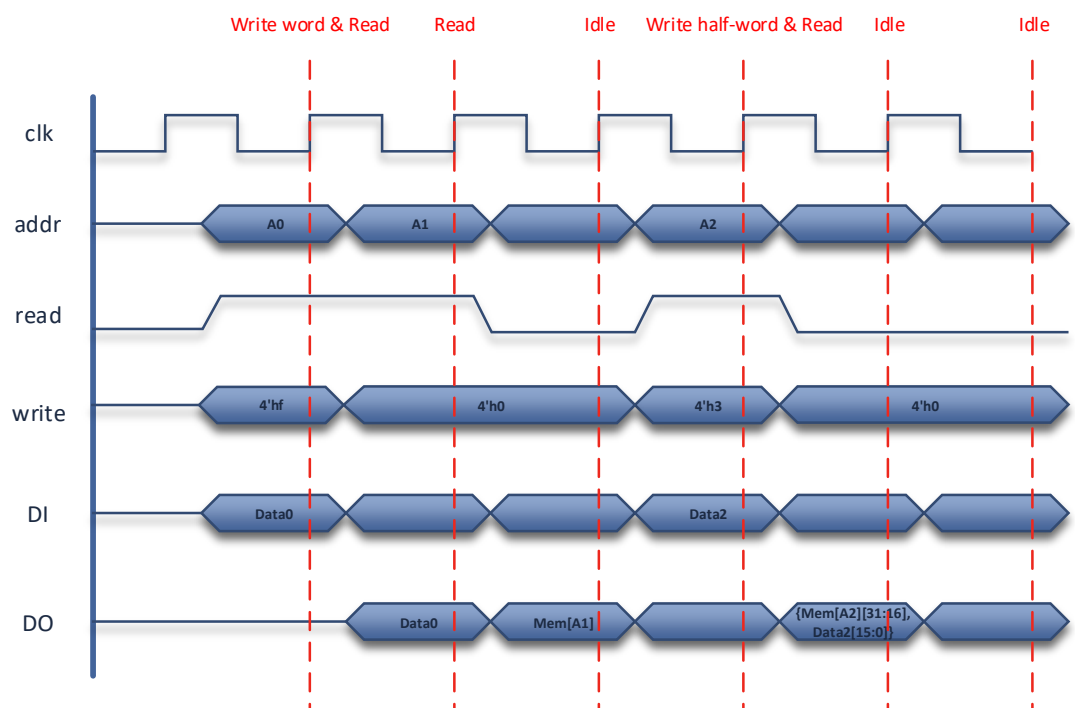 Write word & Read Read Idle Write half-word & Read Idle Idle
clk
addr A0 A1 A2
read
write 4'hf 4'h0 4'h3 4'h0
DI Data0 Data2
DO Data0 Mem[A1] {Mem[A2][31:16],
Data2[15:0]}